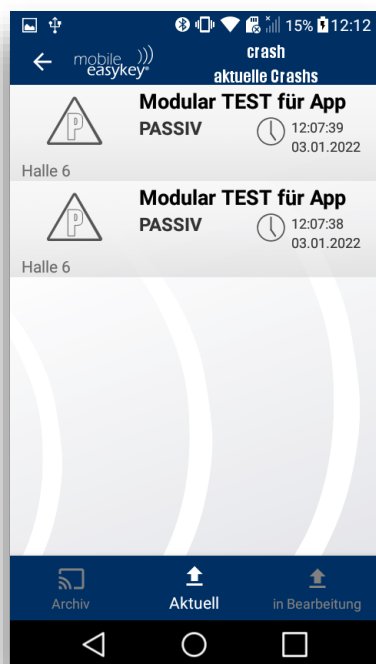 15% 12:12
mobile easykey®
crash
aktuelle Crashs
Modular TEST für App
P
PASSIV
12:07:39
03.01.2022
Halle 6
Modular TEST für App
P
PASSIV
12:07:38
03.01.2022
Halle 6
Archiv
Aktuell
in Bearbeitung